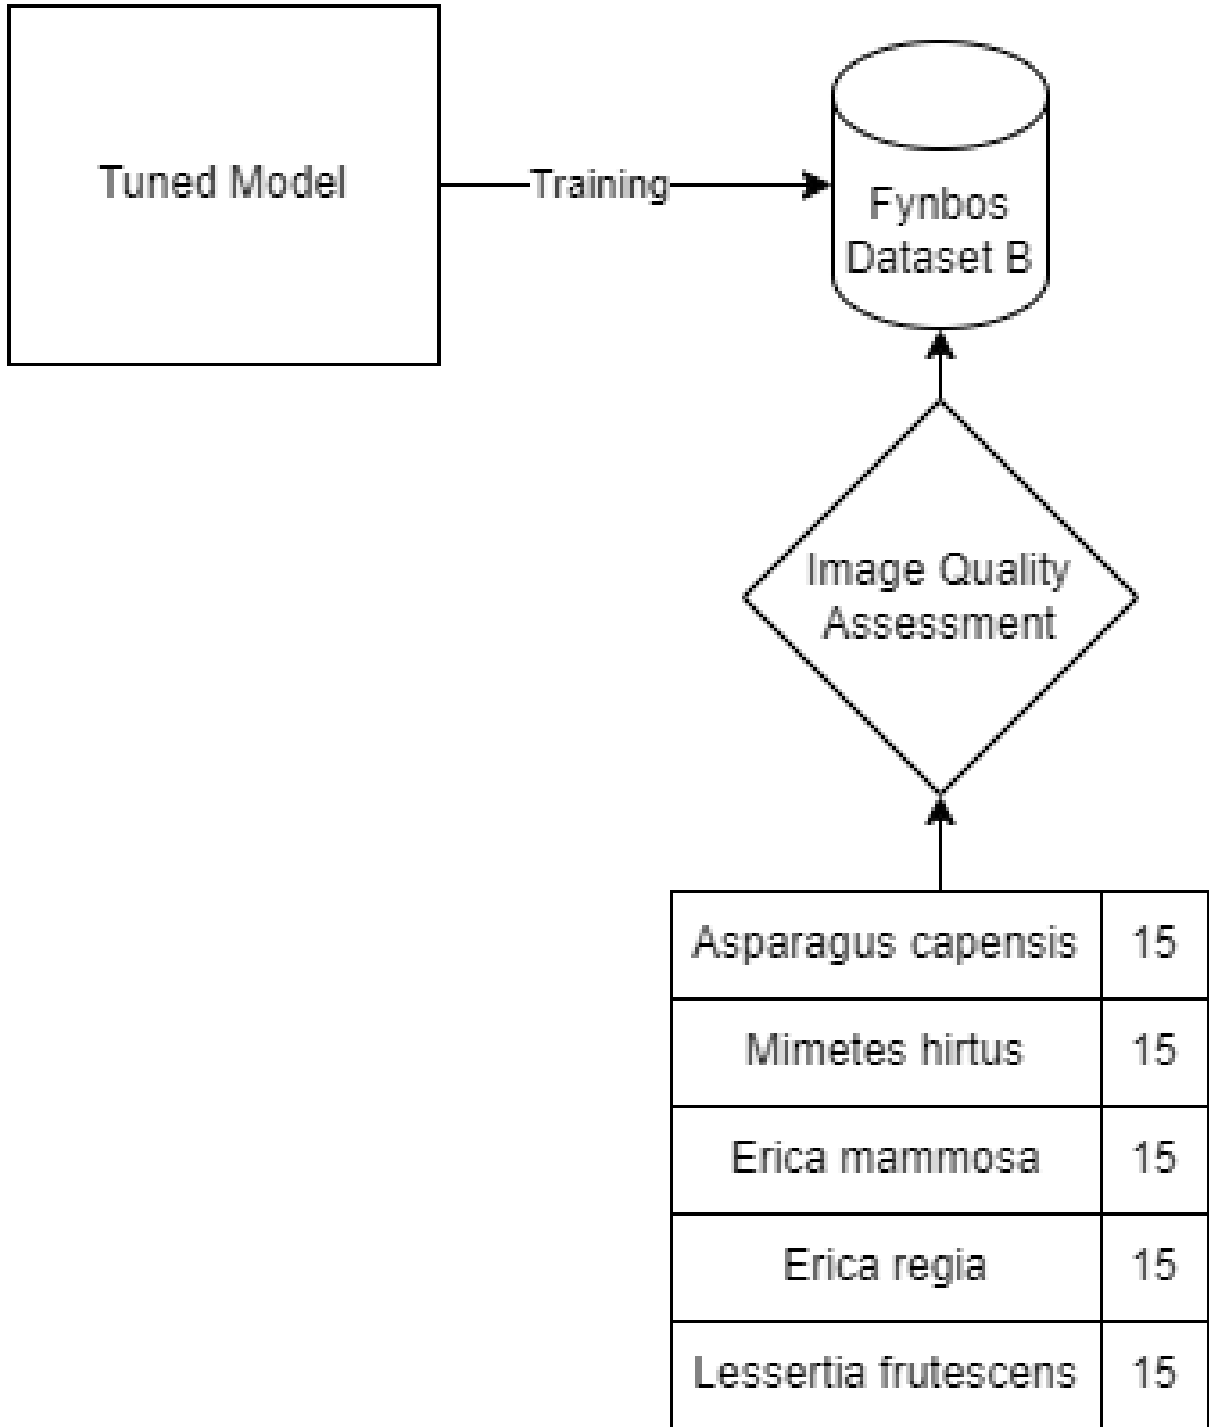 Tuned Model
Training
Fynbos
Dataset B
Image Quality
Assessment
Asparagus capensis 15
Mimetes hirtus 15
Erica mammosa 15
Erica regia 15
Lessertia frutescens 15